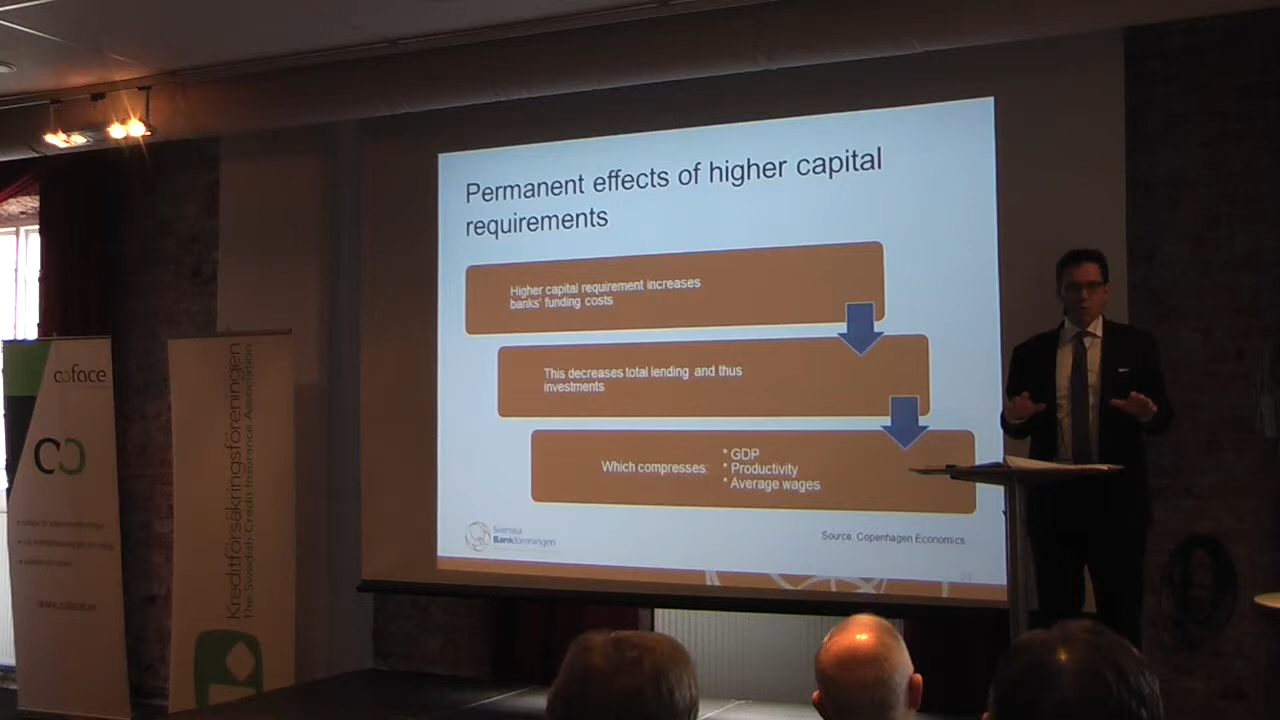 Permanent effects of higher capital
requirements
Higher capital requirement increases
banks' funding costs
This decreases total lending and thus
investments
Which compresses:
* GDP
* Productivity
* Average wages
Svenska
Bankföreningen
Source: Copenhagen Economics
coface
Kreditförsäkringsföreningen
The Swedish Credit Insurance Association